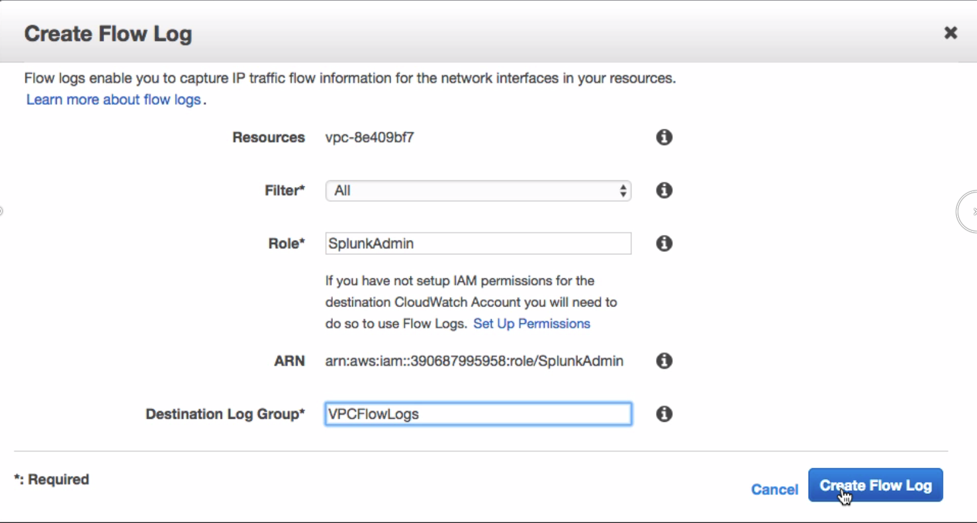 Create Flow Log
Flow logs enable you to capture IP traffic flow information for the network interfaces in your resources.
Learn more about flow logs.
Resources vpc-8e409bf7
Filter* All
Role* SplunkAdmin
If you have not setup IAM permissions for the
destination CloudWatch Account you will need to
do so to use Flow Logs. Set Up Permissions
ARN arn:aws:iam::390687995958:role/SplunkAdmin
Destination Log Group* VPCFlowLogs
*: Required
Cancel Create Flow Log